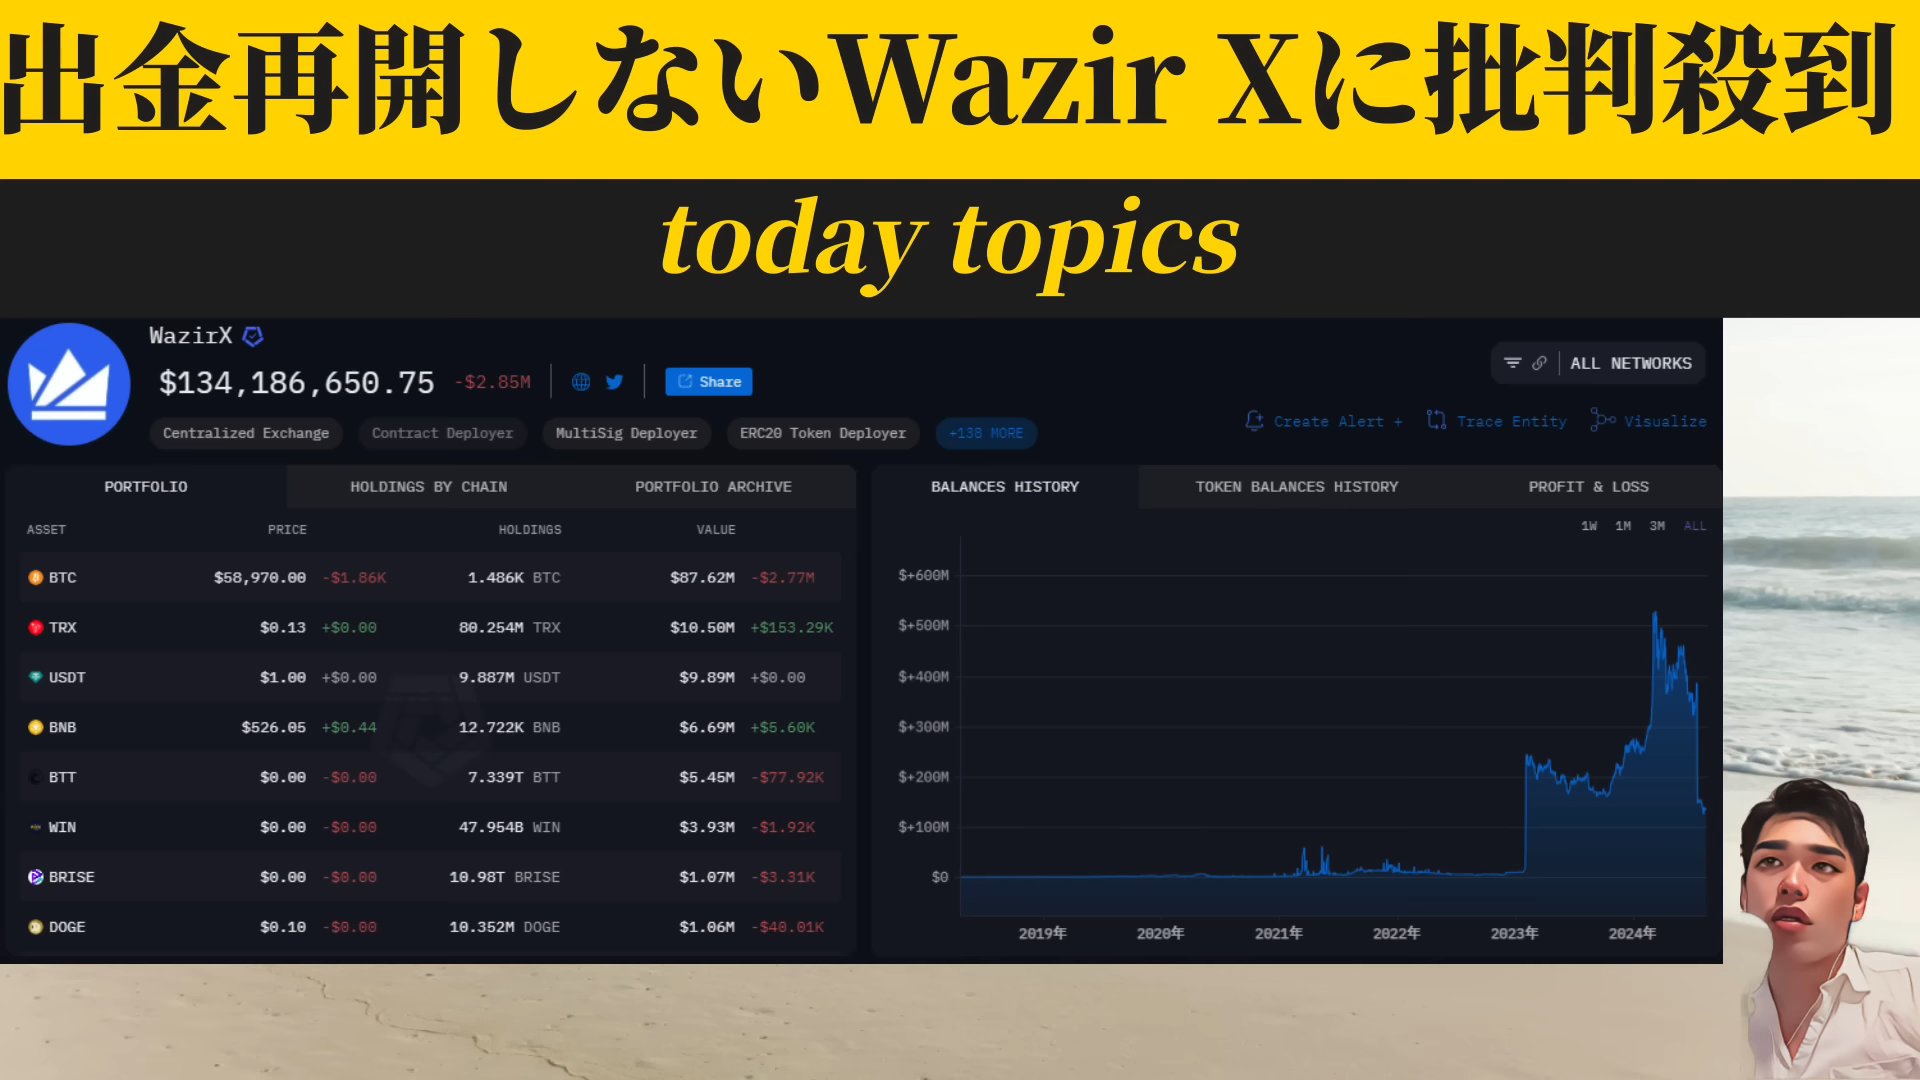 出金再開しないWazir Xに批判殺到
today topics
WazirX
$134,186,650.75 -$2.85M Share
ALL NETWORKS
Centralized Exchange Contract Deployer MultiSig Deployer ERC20 Token Deployer +138 MORE
Create Alert + Trace Entity Visualize
PORTFOLIO HOLDINGS BY CHAIN PORTFOLIO ARCHIVE
ASSET PRICE HOLDINGS VALUE
BTC $58,970.00 -$1.86K 1.486K BTC $87.62M -$2.77M
TRX $0.13 +$0.00 80.254M TRX $10.50M +$153.29K
USDT $1.00 +$0.00 9.887M USDT $9.89M +$0.00
BNB $526.05 +$0.44 12.722K BNB $6.69M +$5.60K
BTT $0.00 -$0.00 7.339T BTT $5.45M -$77.92K
WIN $0.00 -$0.00 47.954B WIN $3.93M -$1.92K
BRISE $0.00 -$0.00 10.98T BRISE $1.07M -$3.31K
DOGE $0.10 -$0.00 10.352M DOGE $1.06M -$40.01K
BALANCES HISTORY TOKEN BALANCES HISTORY PROFIT & LOSS
1W 1M 3M ALL
$+600M
$+500M
$+400M
$+300M
$+200M
$+100M
$0
2019年 2020年 2021年 2022年 2023年 2024年